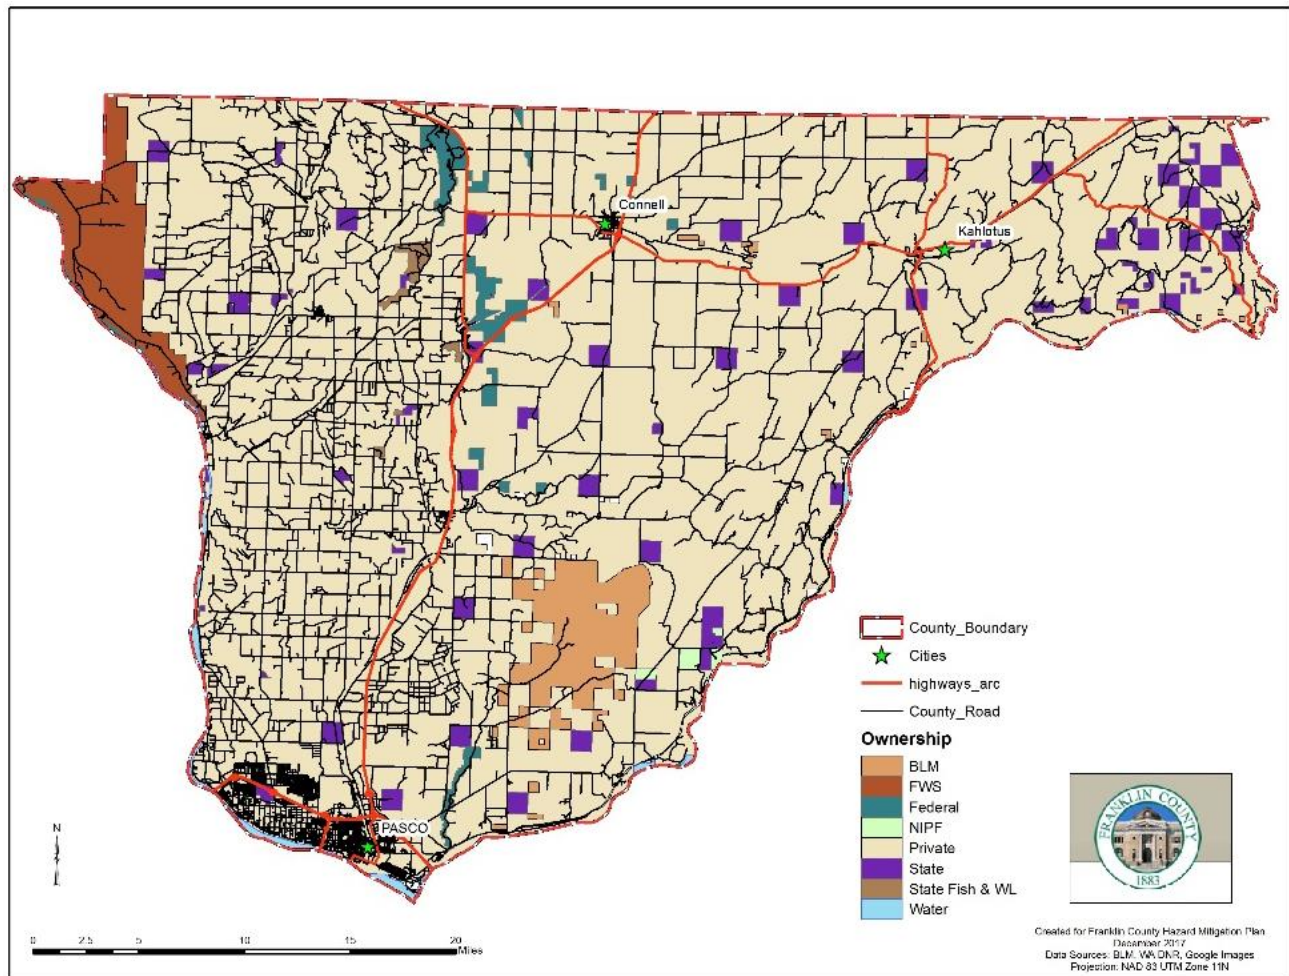 Connell
Kahlotus
PASCO
County_Boundary
Cities
highways_arc
County_Road
Ownership
BLM
FWS
Federal
NIPF
Private
State
State Fish & WL
Water
N
0 2.5 5 10 15 20
Miles
FRANKLIN COUNTY
1883
Created for Franklin County Hazard Mitigation Plan
December 2017
Data Sources: BLM, WA DNR, Google Images
Projection: NAD 83 UTM Zone 11N